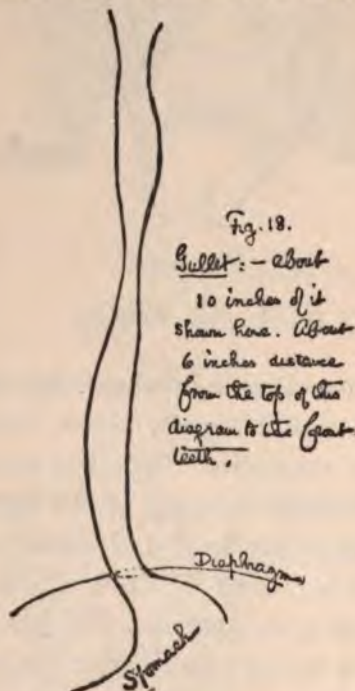 Fig. 18.
Gullet: - about
10 inches of it
shown here. About
6 inches distance
from the top of this
diagram to the front
teeth.
Diaphragm
Stomach